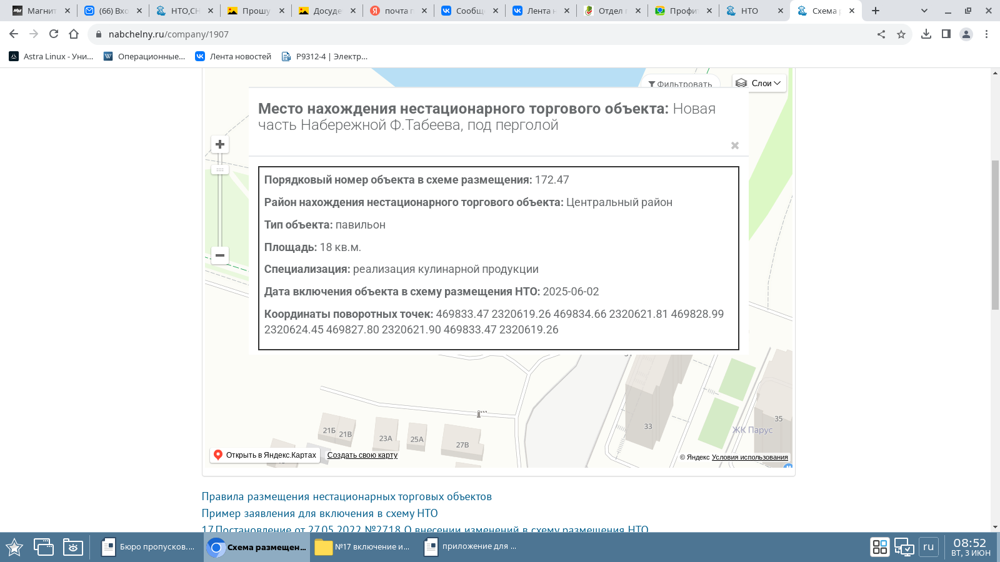 Магнит
(66) Вхо
НТО,СН
Прошу
Досуде
почта п
Сообще
Лента н
Отдел п
Профи
НТО
Схема р
nabchelny.ru/company/1907
Astra Linux - Уни...
Операционные...
Лента новостей
P9312-4 | Электр...
Фильтровать
Слои
Место нахождения нестационарного торгового объекта: Новая
часть Набережной Ф.Табеева, под перголой
Порядковый номер объекта в схеме размещения: 172.47
Район нахождения нестационарного торгового объекта: Центральный район
Тип объекта: павильон
Площадь: 18 кв.м.
Специализация: реализация кулинарной продукции
Дата включения объекта в схему размещения НТО: 2025-06-02
Координаты поворотных точек: 469833.47 2320619.26 469834.66 2320621.81 469828.99
2320624.45 469827.80 2320621.90 469833.47 2320619.26
21Б
21В
23А
25А
27В
33
35
ЖК Парус
Открыть в Яндекс.Картах
Создать свою карту
© Яндекс Условия использования
Правила размещения нестационарных торговых объектов
Пример заявления для включения в схему НТО
17.Постановление от 27.05.2022 №2718 О внесении изменений в схему размещения НТО
Бюро пропусков. ...
Схема размещен...
№17 включение и...
приложение для ...
ru
08:52
ВТ, 3 ИЮН